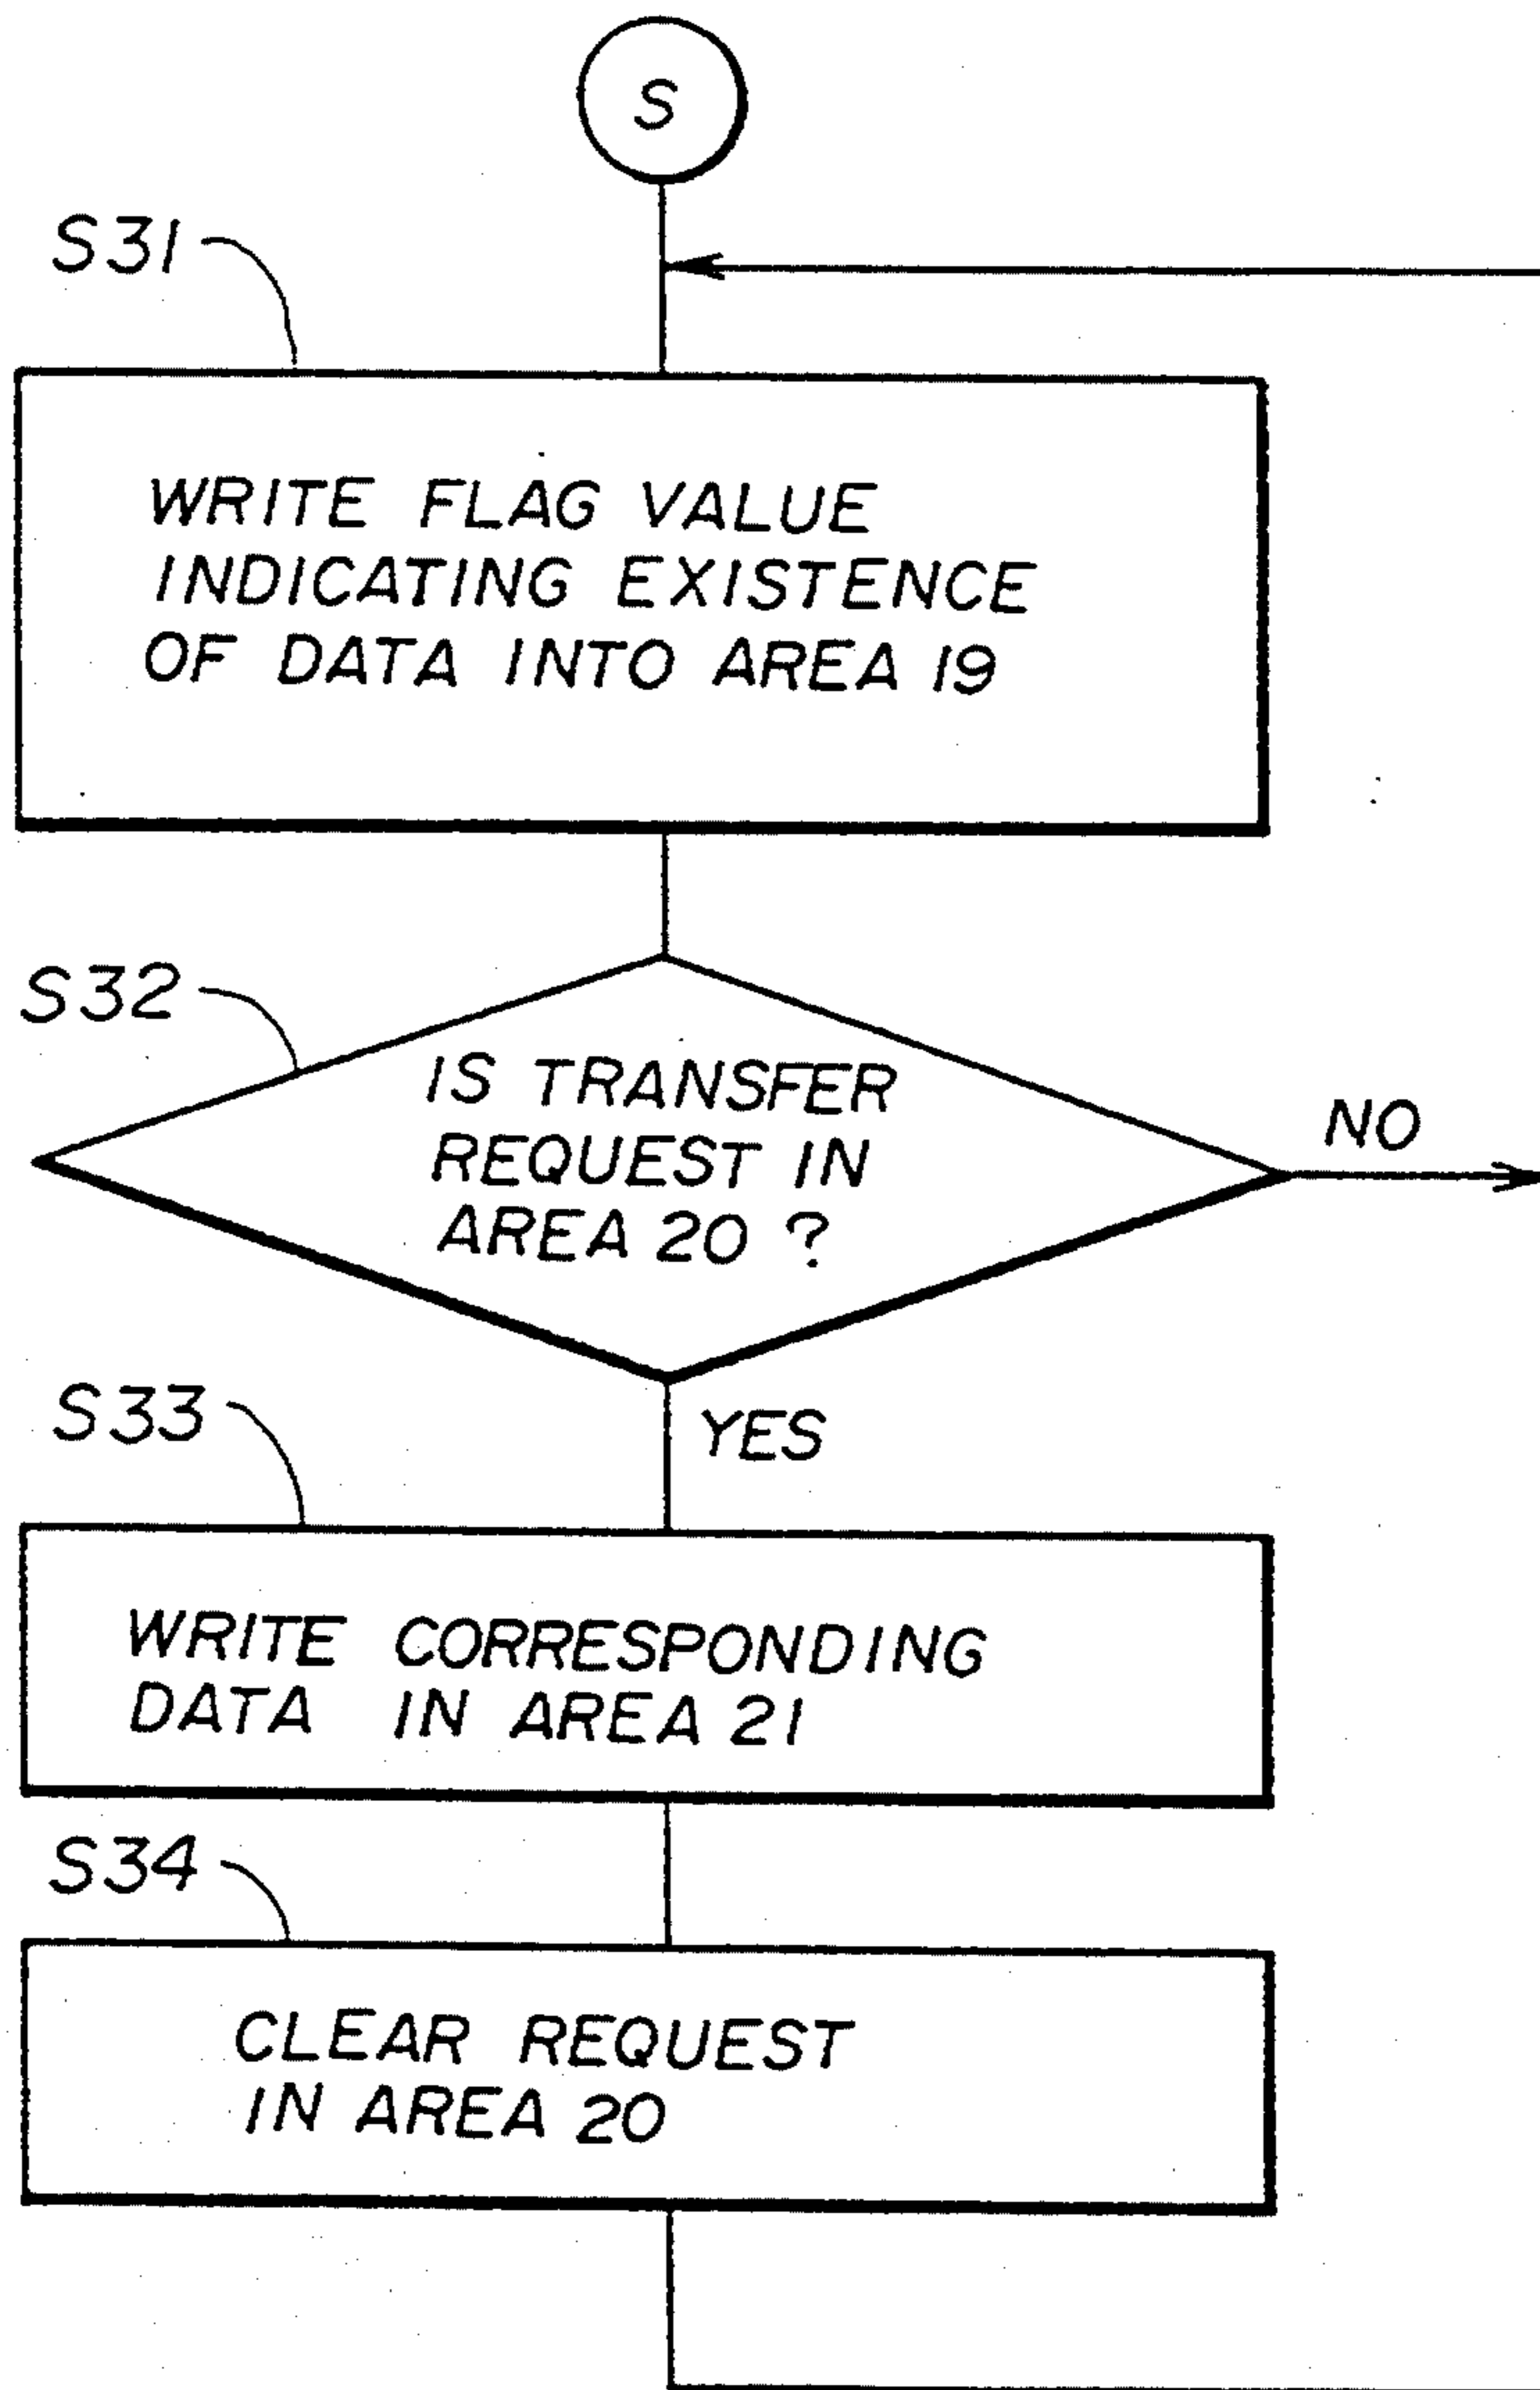 S
S31
WRITE FLAG VALUE
INDICATING EXISTENCE
OF DATA INTO AREA 19
S32
IS TRANSFER
REQUEST IN
AREA 20 ?
NO
YES
S33
WRITE CORRESPONDING
DATA IN AREA 21
S34
CLEAR REQUEST
IN AREA 20